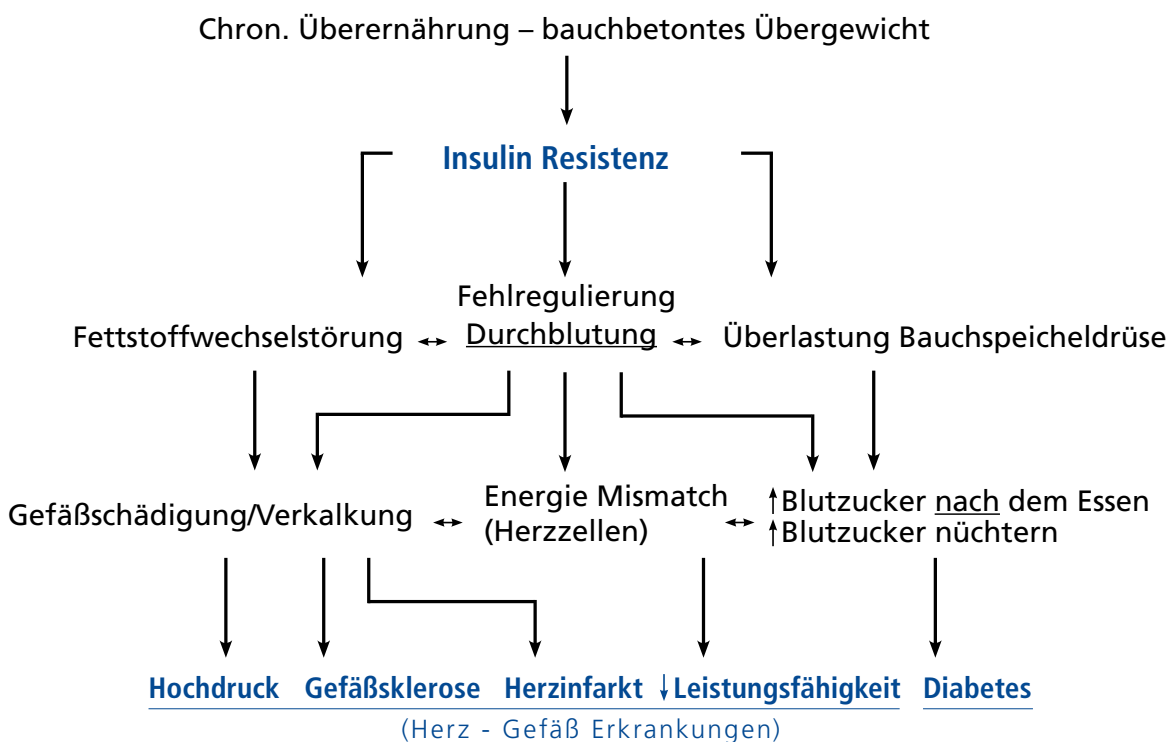 Chron. Überernährung – bauchbetontes Übergewicht
Insulin Resistenz
Fehlregulierung
Fettstoffwechselstörung ↔ Durchblutung ↔ Überlastung Bauchspeicheldrüse
Energie Mismatch
Gefäßschädigung/Verkalkung ↔ (Herzzellen) ↔ ↑Blutzucker nach dem Essen
↑Blutzucker nüchtern
Hochdruck Gefäßsklerose Herzinfarkt ↓Leistungsfähigkeit Diabetes
(Herz - Gefäß Erkrankungen)